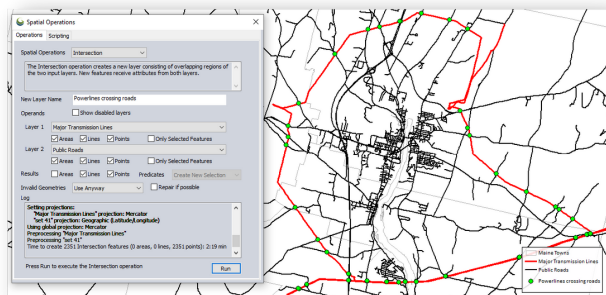 Spatial Operations
Operations Scripting
Spatial Operations Intersection
The Intersection operation creates a new layer consisting of overlapping regions of
the two input layers. New features receive attributes from both layers.
New Layer Name Powerlines crossing roads
Operands Show disabled layers
Layer 1 Major Transmission Lines
Areas Lines Points Only Selected Features
Layer 2 Public Roads
Areas Lines Points Only Selected Features
Results Areas Lines Points Predicates Create New Selection
Invalid Geometries Use Anyway Repair if possible
Log
Setting projections:
"Major Transmission Lines" projection: Mercator
"set 41" projection: Geographic (Latitude/Longitude)
Using global projection: Mercator
Preprocessing "Major Transmission Lines"
Preprocessing "set 41"
Time to create 2351 Intersection features (0 areas, 0 lines, 2351 points): 2:19 min
Press Run to execute the Intersection operation Run
Maine Towns
Major Transmission Lines
Public Roads
Powerlines crossing roads